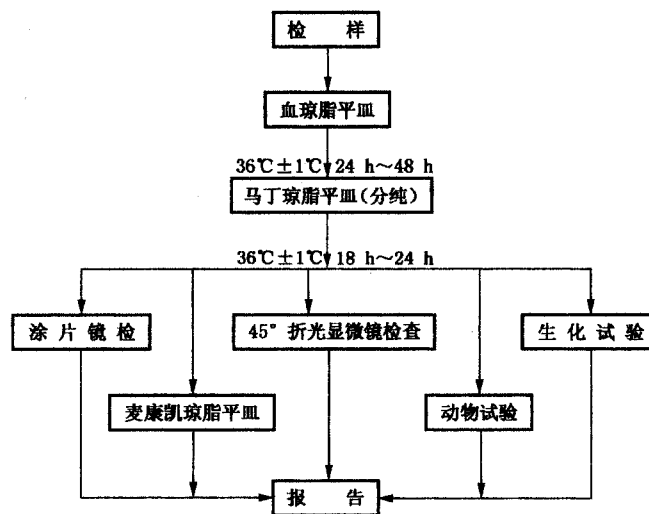 检 样
血琼脂平皿
36℃±1℃ 24 h～48 h
马丁琼脂平皿(分纯)
36℃±1℃ 18 h～24 h
涂 片 镜 检
45° 折光显微镜检查
生 化 试 验
麦康凯琼脂平皿
动物试验
报 告